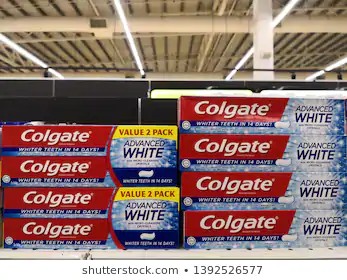 Colgate
VALUE 2 PACK
ADVANCED
WHITE
WHITER TEETH IN 14 DAYS!
Colgate
WHITER TEETH IN 14 DAYS!
Colgate
VALUE 2 PACK
ADVANCED
WHITE
WHITER TEETH IN 14 DAYS!
Colgate
WHITER TEETH IN 14 DAYS!
Colgate
ADVANCED
WHITE
WHITER TEETH IN 14 DAYS!
Colgate
ADVANCED
WHITE
WHITER TEETH IN 14 DAYS!
Colgate
ADVANCED
WHITE
WHITER TEETH IN 14 DAYS!
Colgate
ADVANCED
WHITE
WHITER TEETH IN 14 DAYS!
shutterstock.com • 1392526577